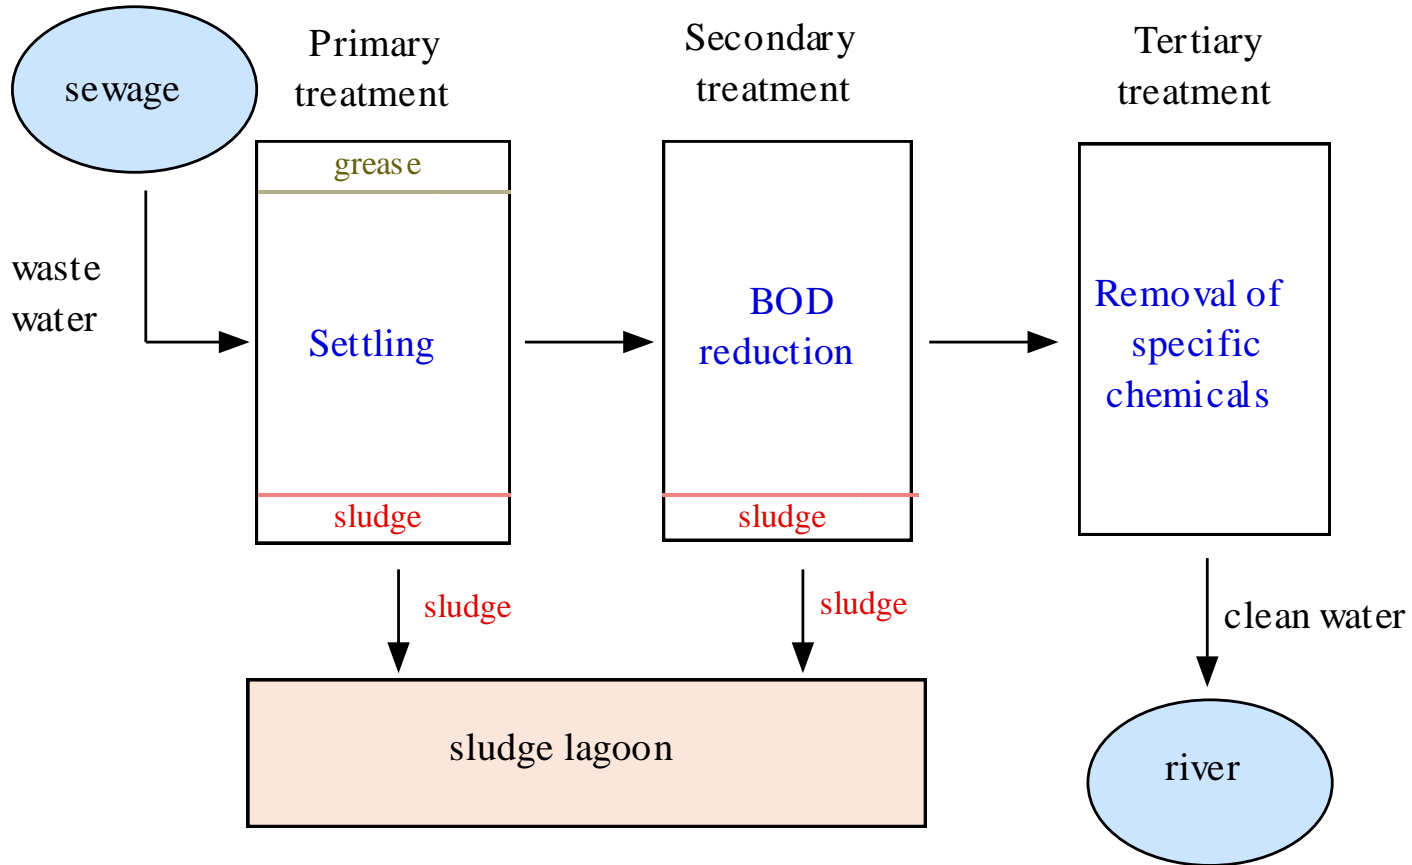 sewage
Primary
treatment
Secondary
treatment
Tertiary
treatment
grease
waste
water
Settling
BOD
reduction
Removal of
specific
chemicals
sludge
sludge
sludge
sludge
clean water
sludge lagoon
river